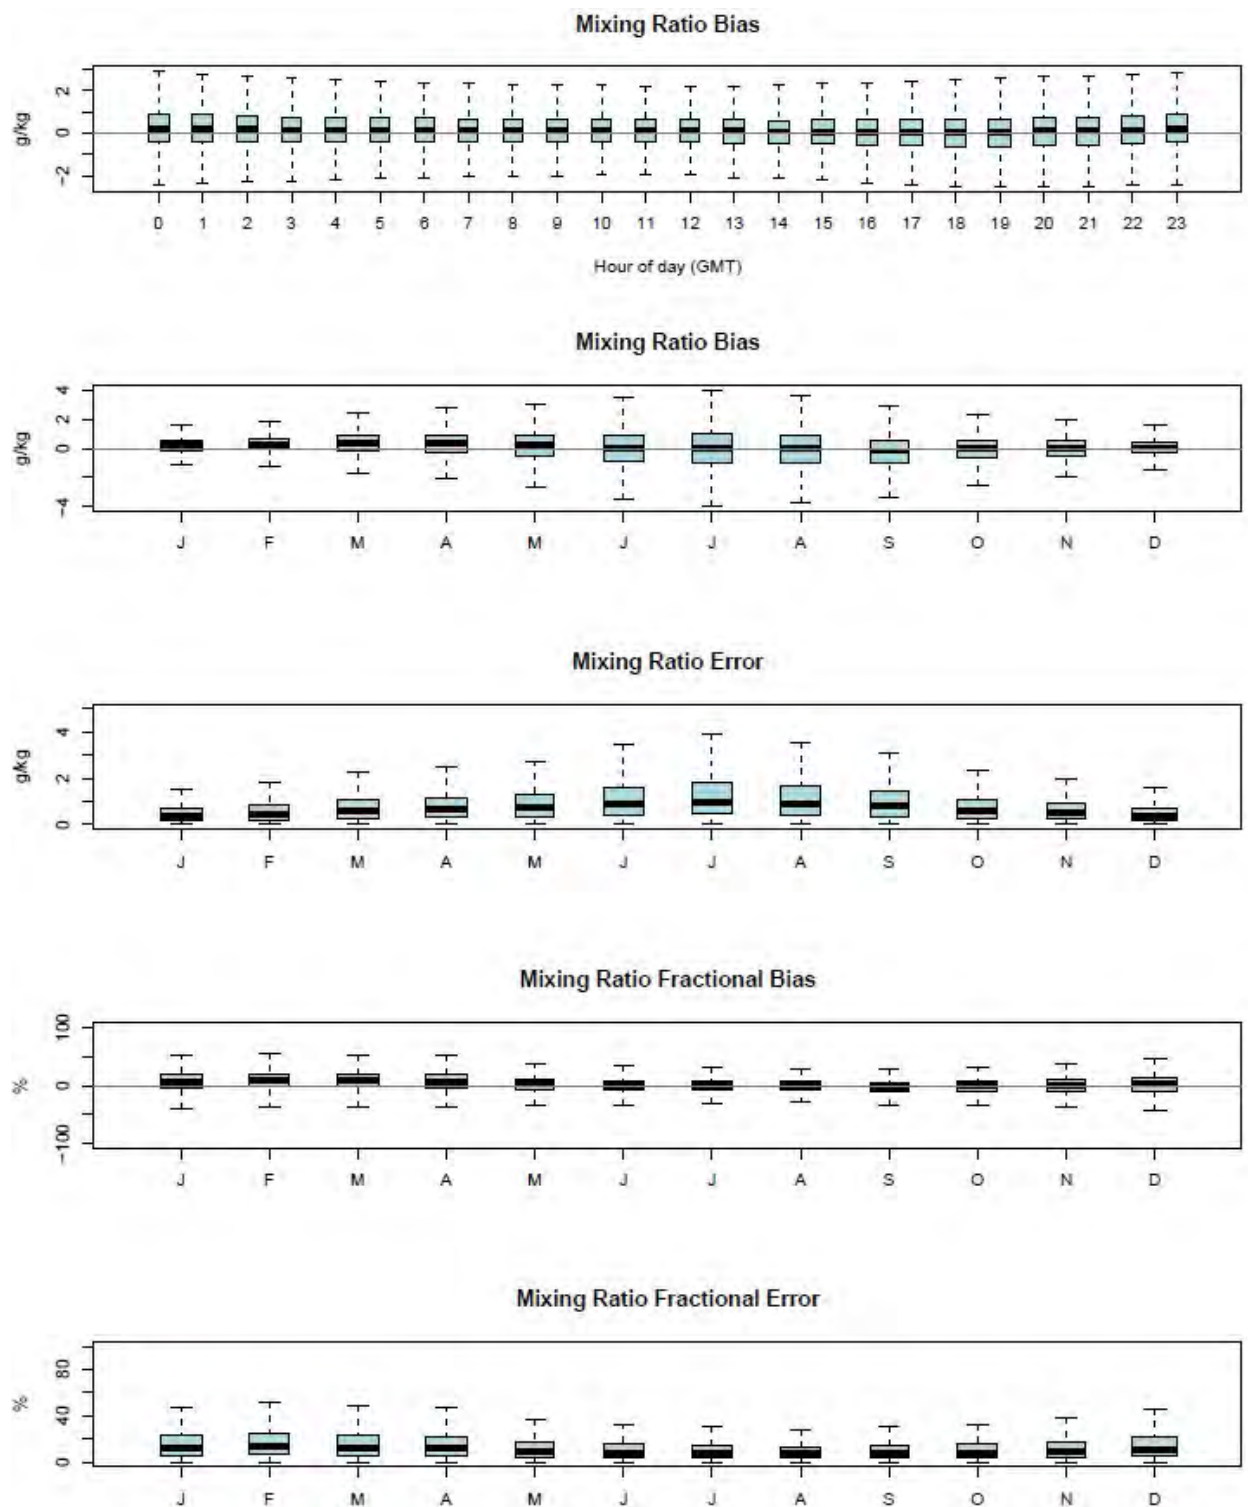 Mixing Ratio Bias
g/kg
2
0
−2
0 1 2 3 4 5 6 7 8 9 10 11 12 13 14 15 16 17 18 19 20 21 22 23
Hour of day (GMT)
Mixing Ratio Bias
g/kg
4
2
0
−4
J F M A M J J A S O N D
Mixing Ratio Error
g/kg
4
2
0
J F M A M J J A S O N D
Mixing Ratio Fractional Bias
%
100
0
−100
J F M A M J J A S O N D
Mixing Ratio Fractional Error
%
80
40
0
J F M A M J J A S O N D